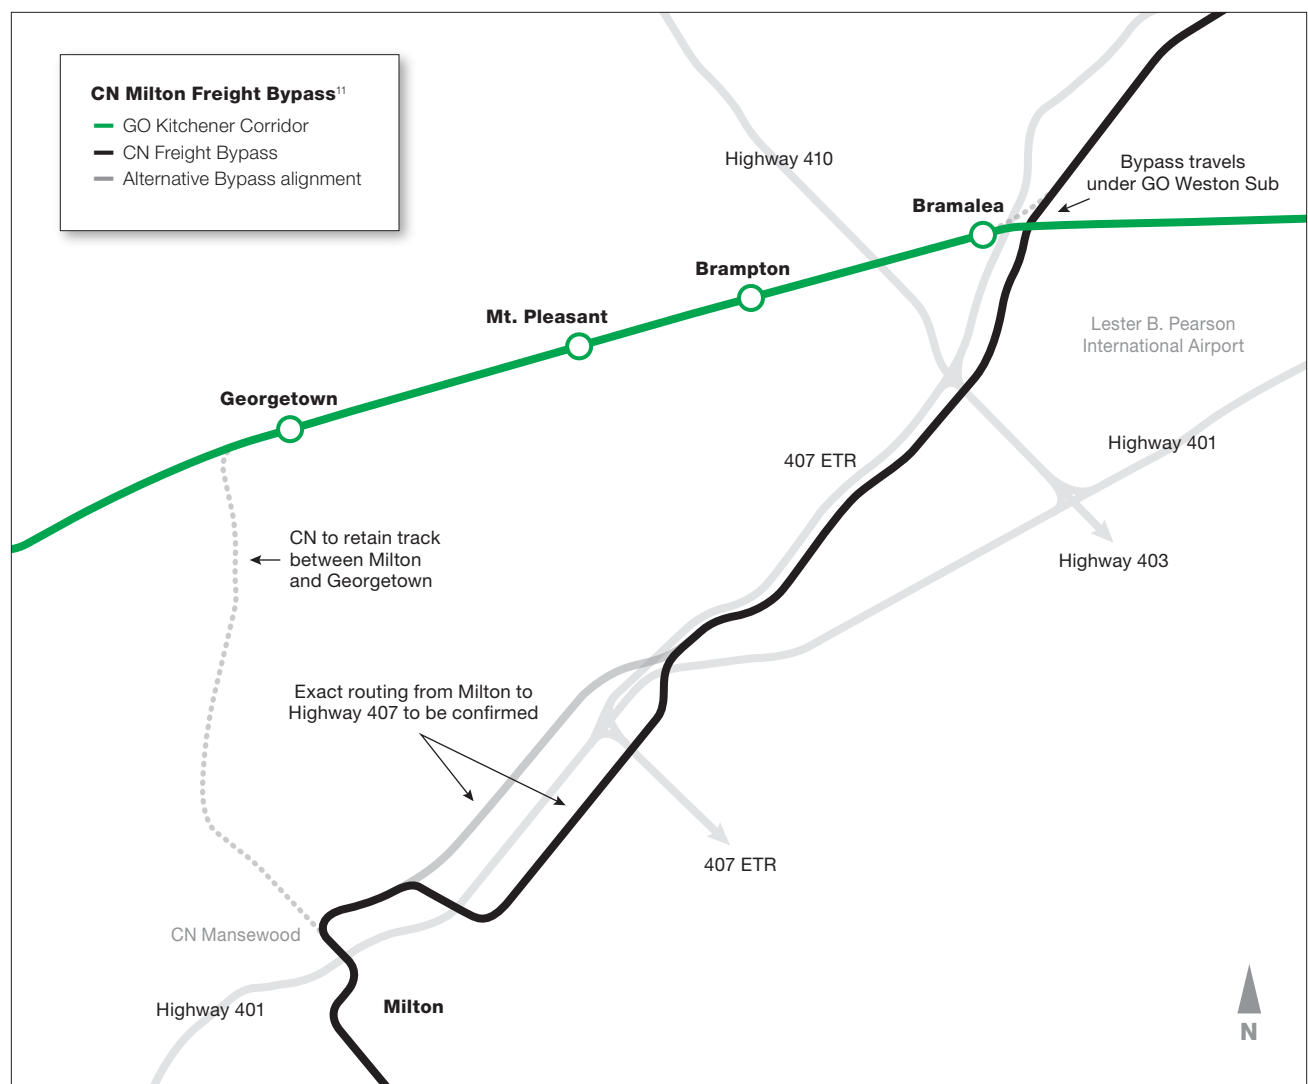 CN Milton Freight Bypass¹¹
GO Kitchener Corridor
CN Freight Bypass
Alternative Bypass alignment
Highway 410
Bypass travels
under GO Weston Sub
Bramalea
Brampton
Mt. Pleasant
Lester B. Pearson
International Airport
Georgetown
Highway 401
407 ETR
CN to retain track
between Milton
and Georgetown
Highway 403
Exact routing from Milton to
Highway 407 to be confirmed
407 ETR
CN Mansewood
Highway 401
Milton
N